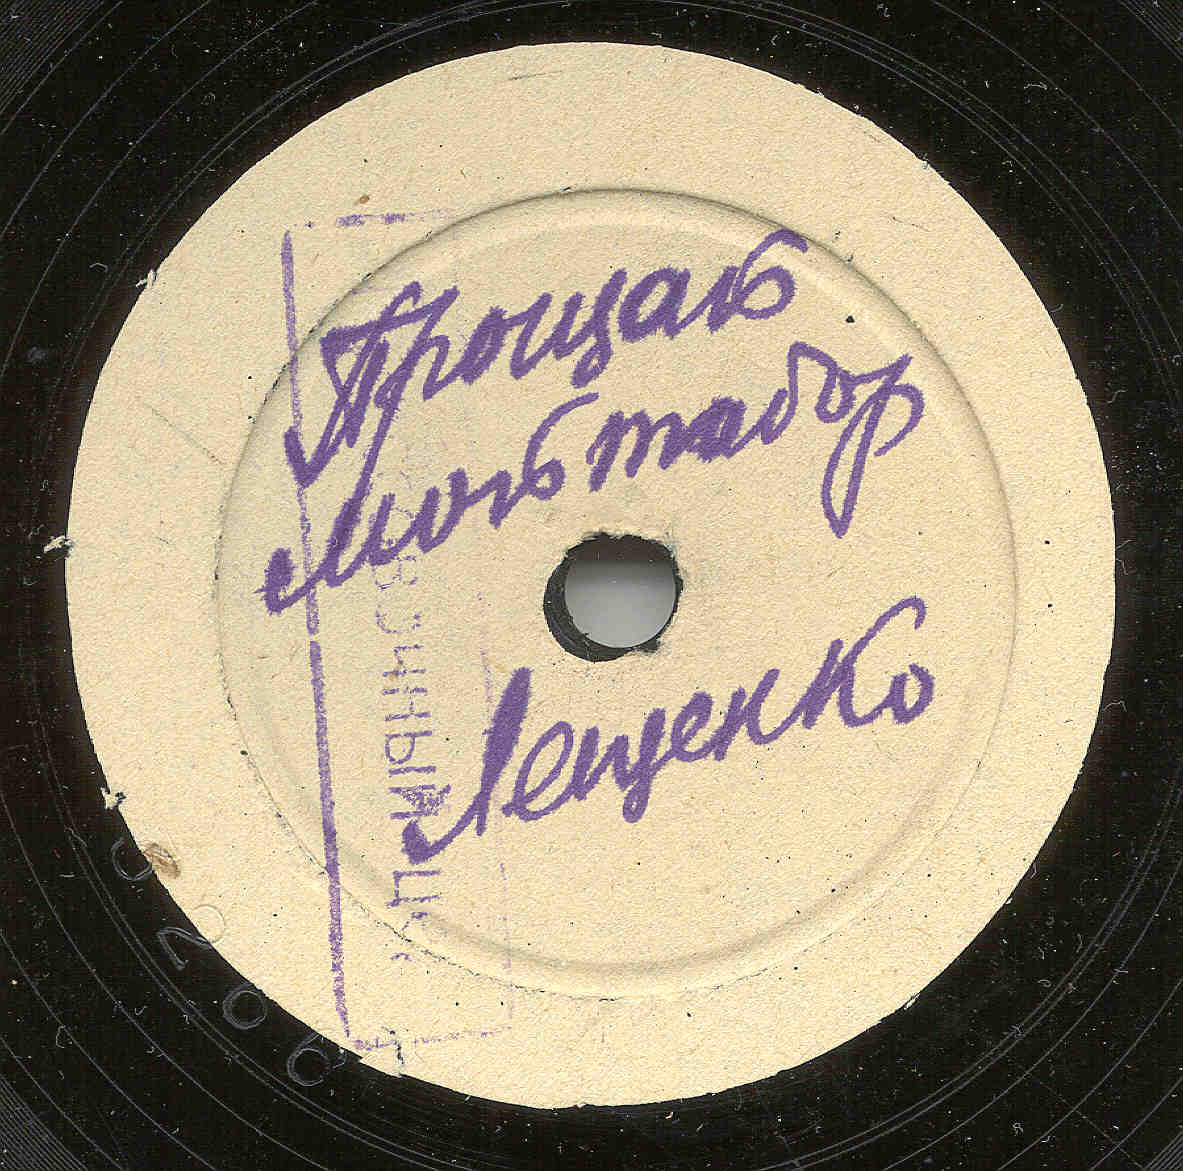 Прощай
мой табор
Лещенко